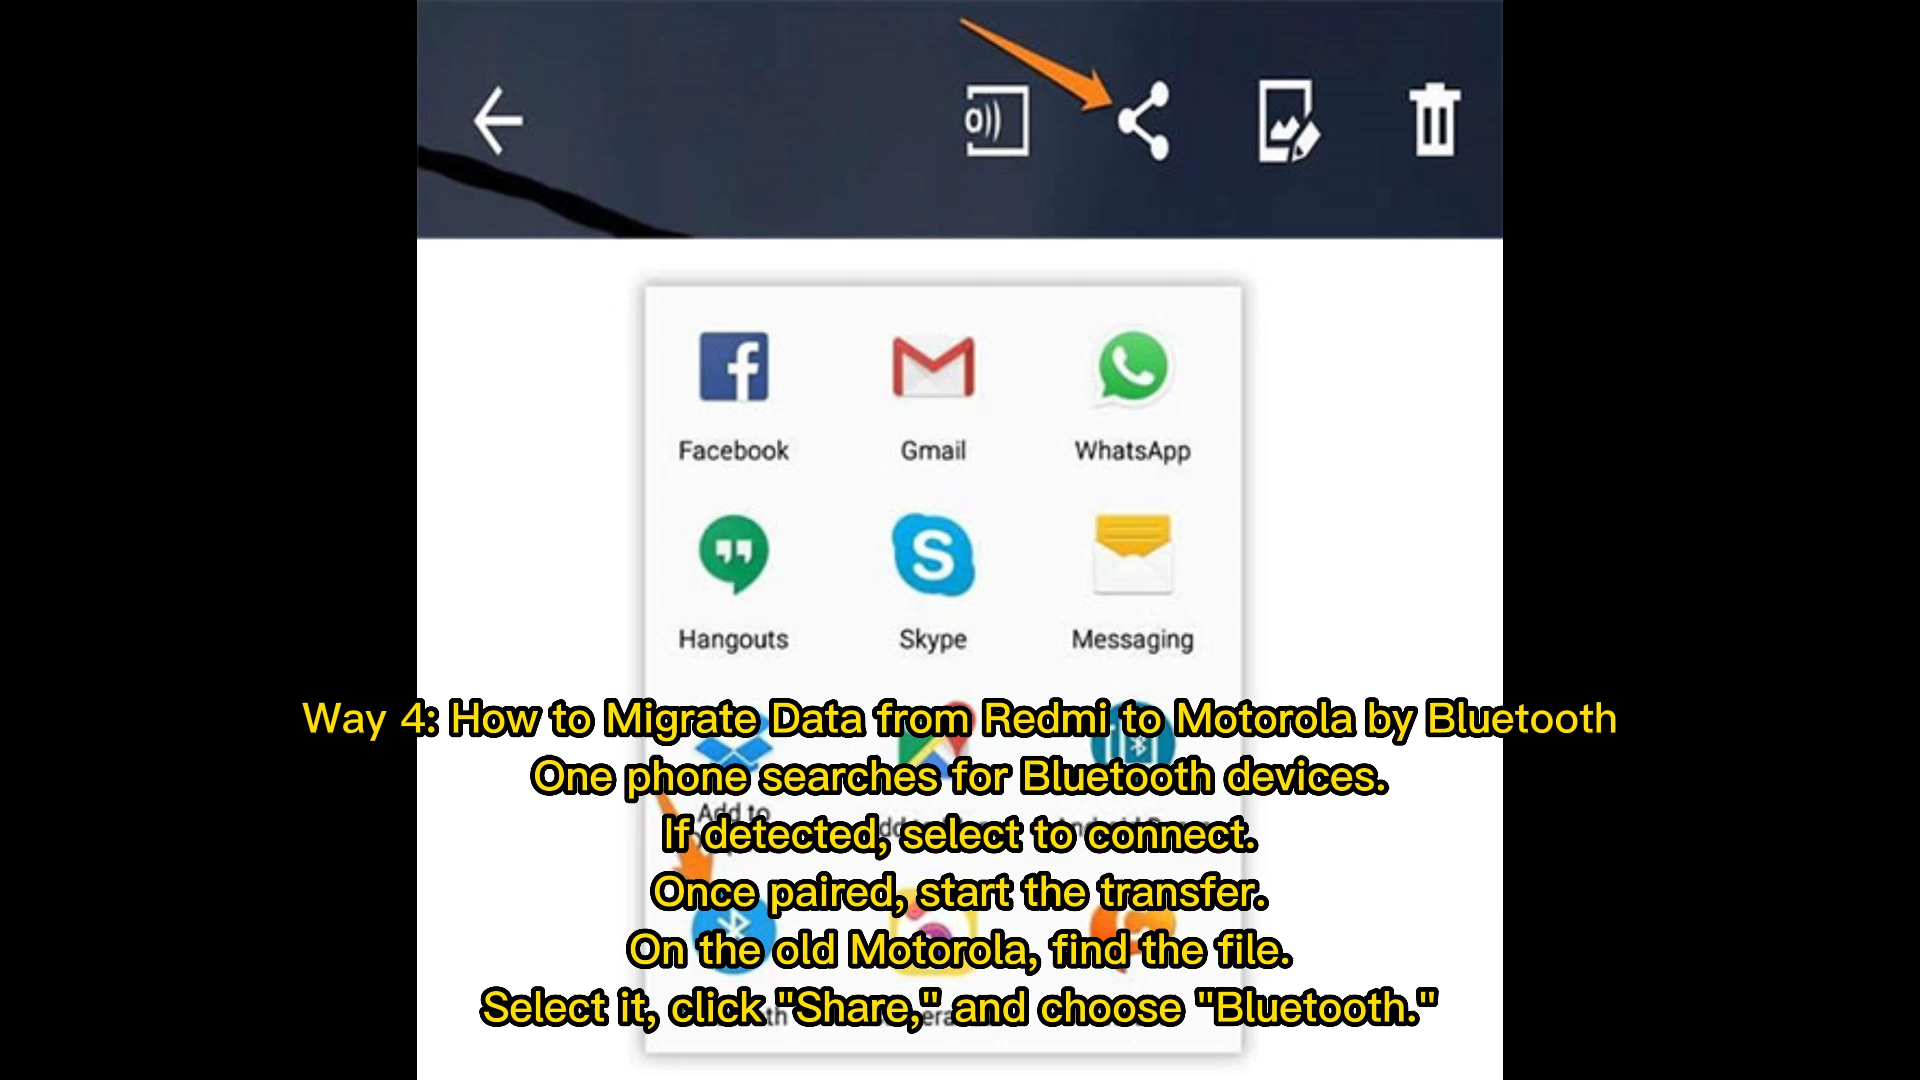 Facebook
Gmail
WhatsApp
Hangouts
Skype
Messaging
Way 4: How to Migrate Data from Redmi to Motorola by Bluetooth
One phone searches for Bluetooth devices.
Add to
If detected, select to connect.
Once paired, start the transfer.
On the old Motorola, find the file.
Select it, click "Share," and choose "Bluetooth."